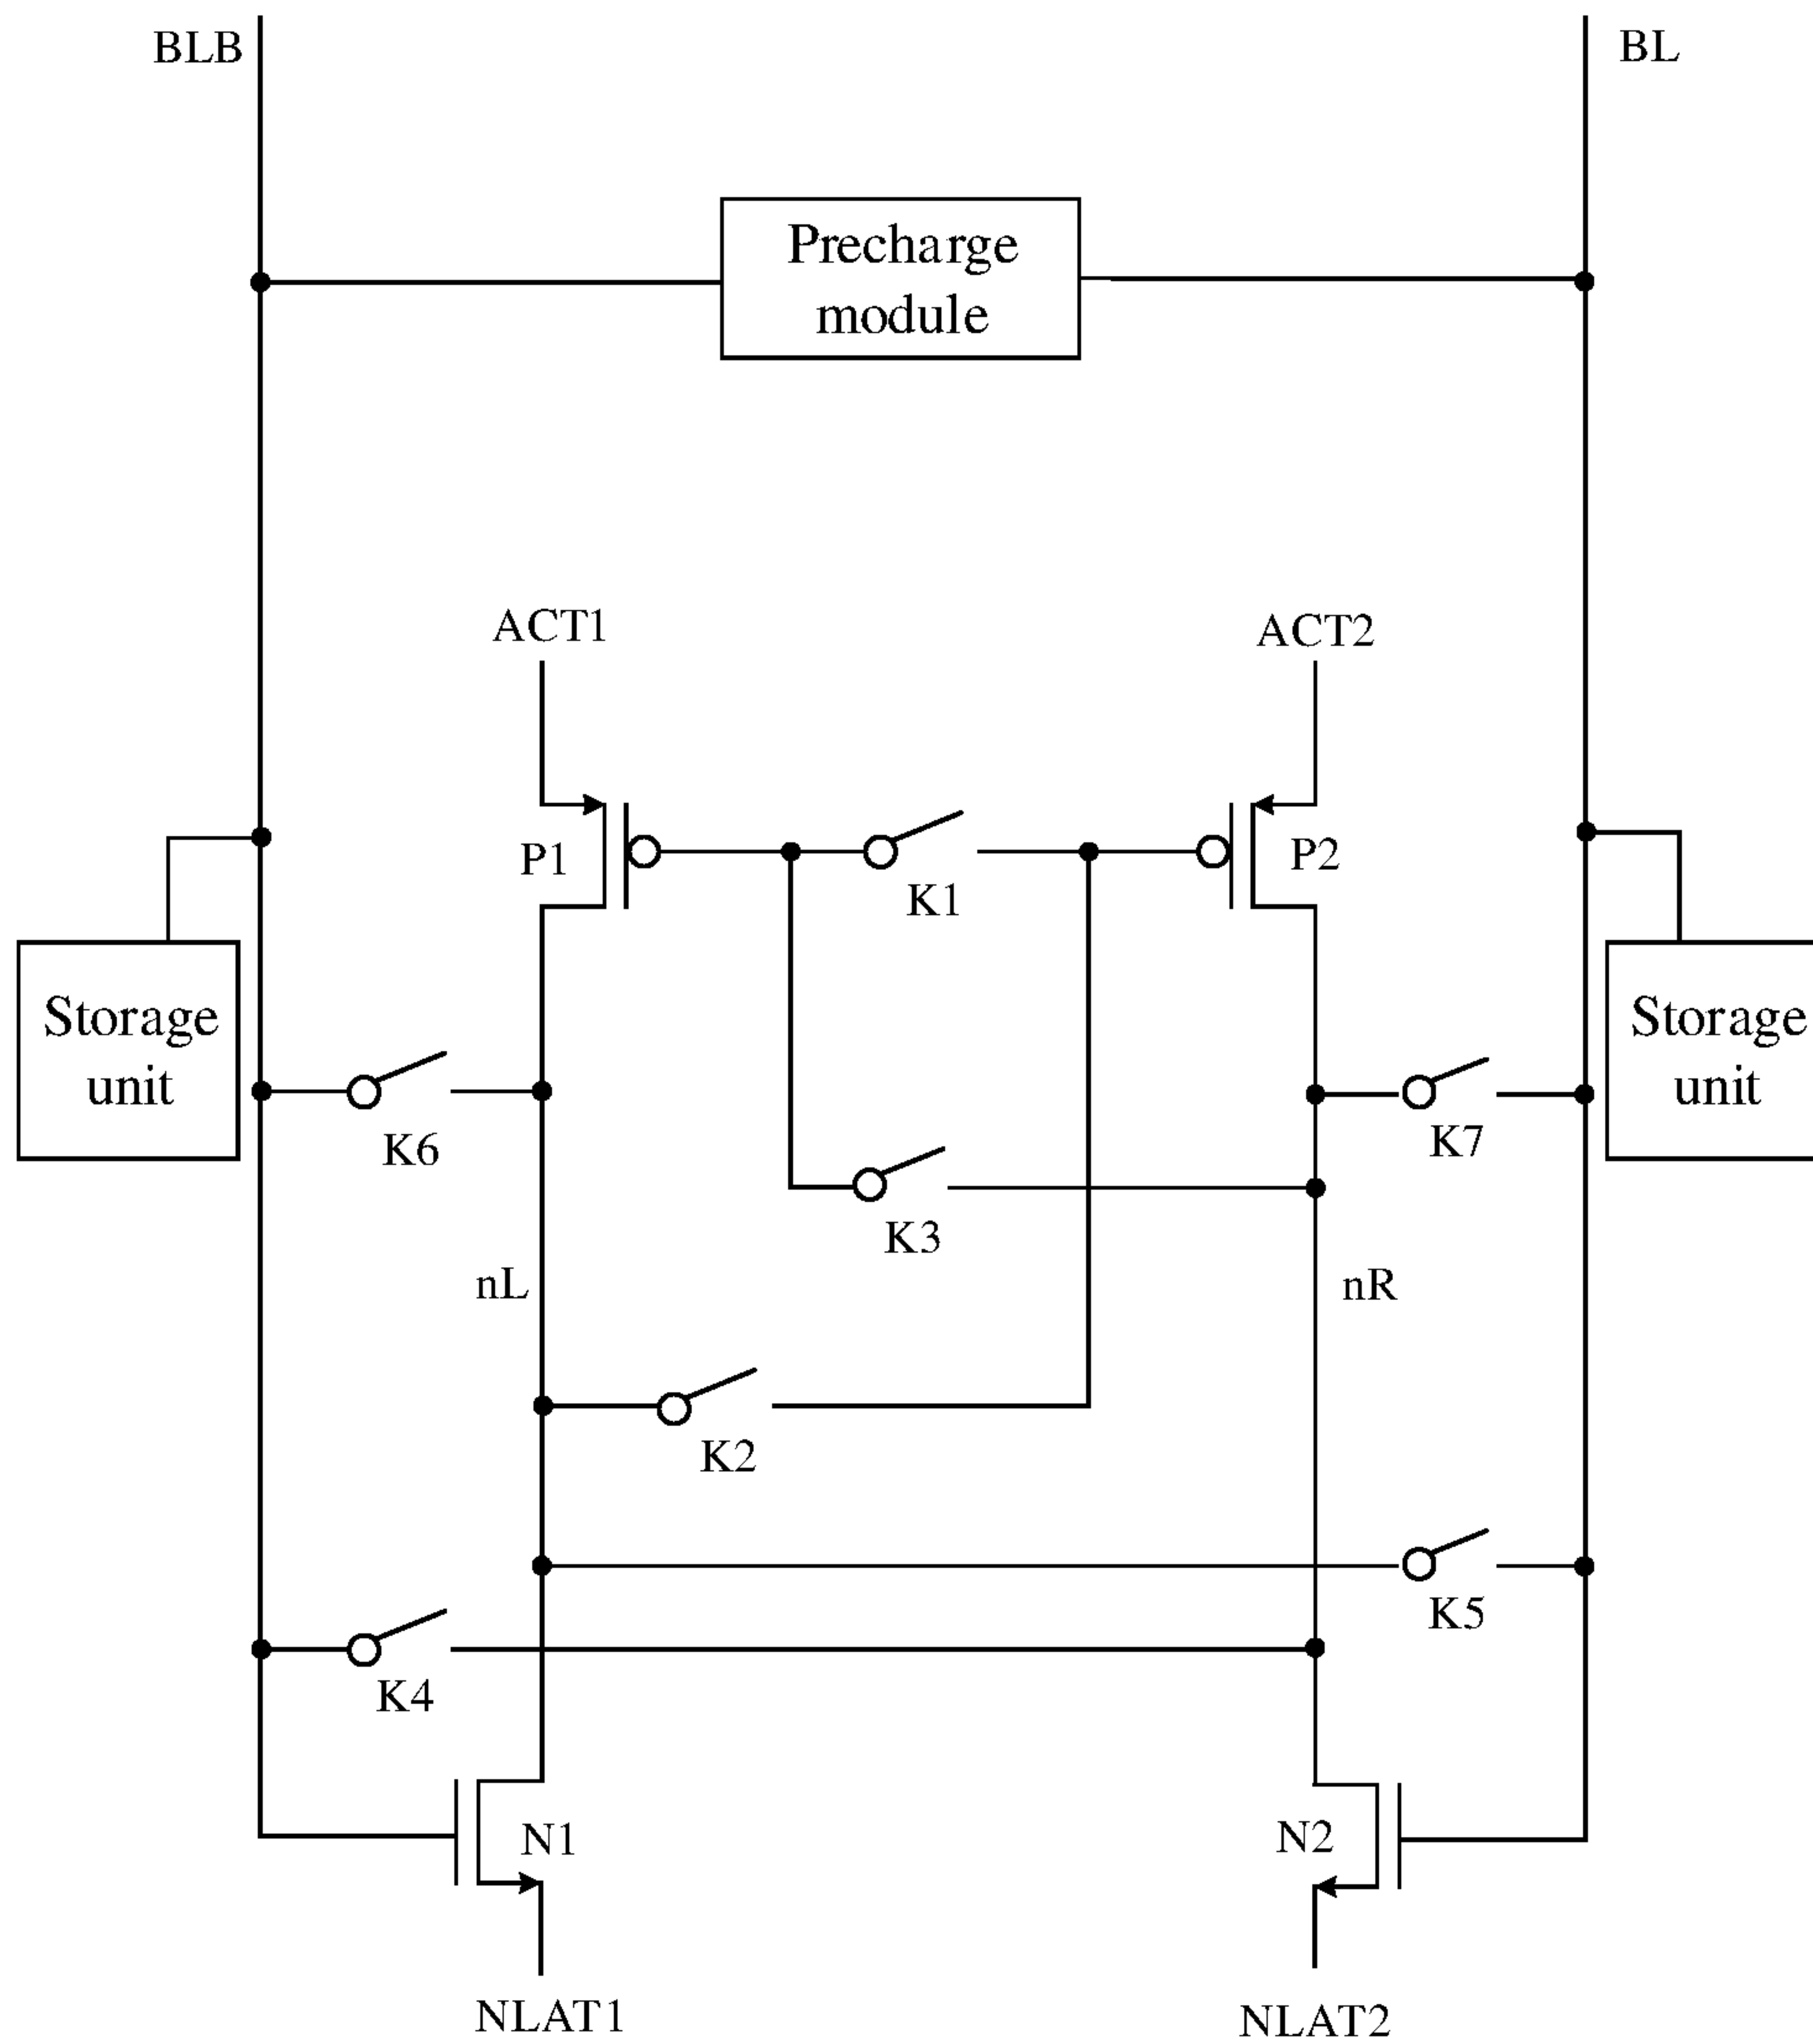 BLB
BL
Precharge
module
ACT1
ACT2
P1
K1
P2
Storage
unit
Storage
unit
K6
K7
K3
nL
nR
K2
K5
K4
N1
N2
NLAT1
NLAT2